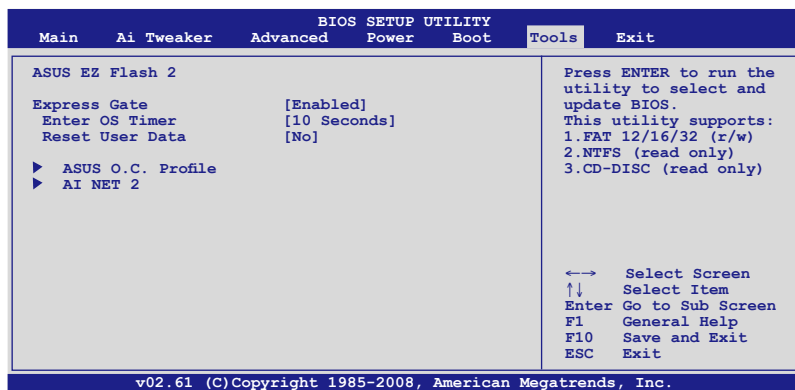 BIOS SETUP UTILITY
Main Ai Tweaker Advanced Power Boot Tools Exit
ASUS EZ Flash 2
Express Gate [Enabled]
Enter OS Timer [10 Seconds]
Reset User Data [No]
ASUS O.C. Profile
AI NET 2
Press ENTER to run the
utility to select and
update BIOS.
This utility supports:
1.FAT 12/16/32 (r/w)
2.NTFS (read only)
3.CD-DISC (read only)
←→ Select Screen
↑↓ Select Item
Enter Go to Sub Screen
F1 General Help
F10 Save and Exit
ESC Exit
v02.61 (C)Copyright 1985-2008, American Megatrends, Inc.